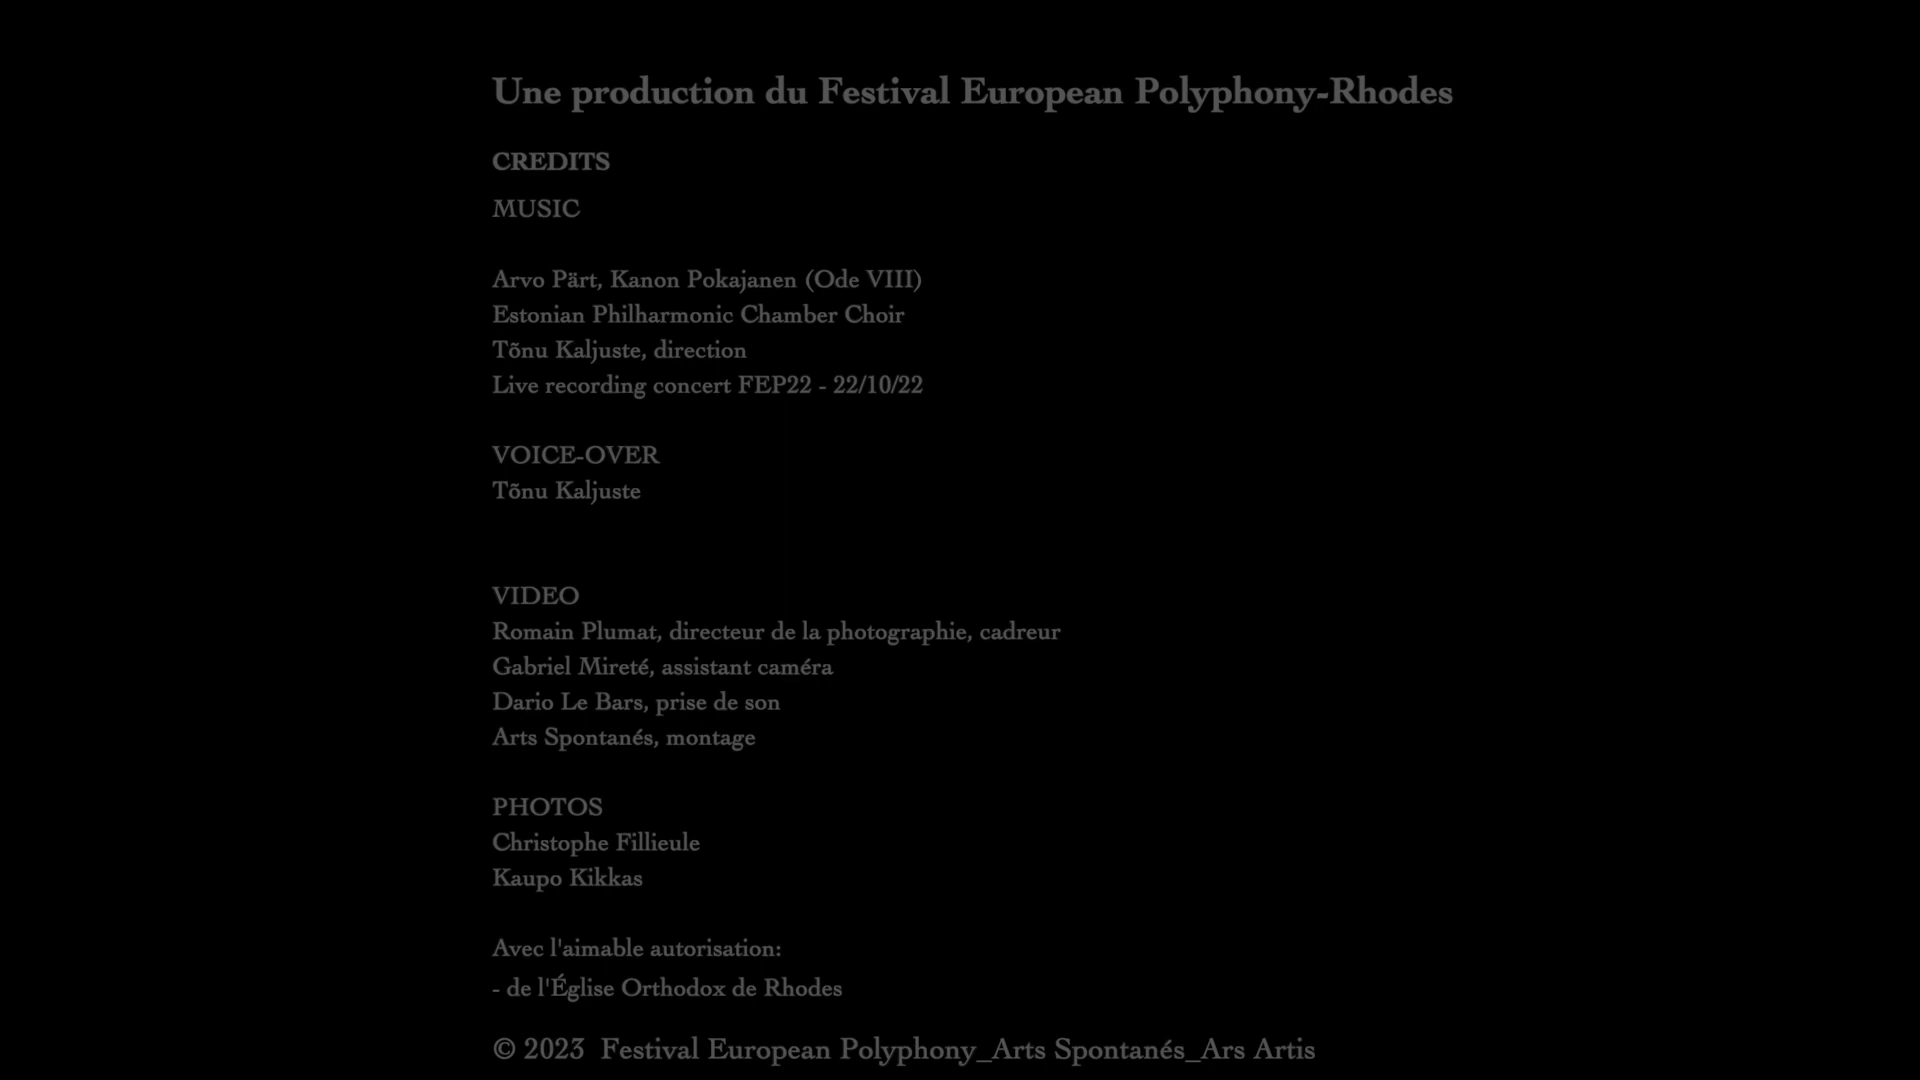 Une production du Festival European Polyphony-Rhodes
CREDITS
MUSIC
Arvo Pärt, Kanon Pokajanen (Ode VIII)
Estonian Philharmonic Chamber Choir
Tõnu Kaljuste, direction
Live recording concert FEP22 - 22/10/22
VOICE-OVER
Tõnu Kaljuste
VIDEO
Romain Plumat, directeur de la photographie, cadreur
Gabriel Mireté, assistant caméra
Dario Le Bars, prise de son
Arts Spontanés, montage
PHOTOS
Christophe Fillieule
Kaupo Kikkas
Avec l'aimable autorisation:
- de l'Église Orthodox de Rhodes
© 2023 Festival European Polyphony_Arts Spontanés_Ars Artis